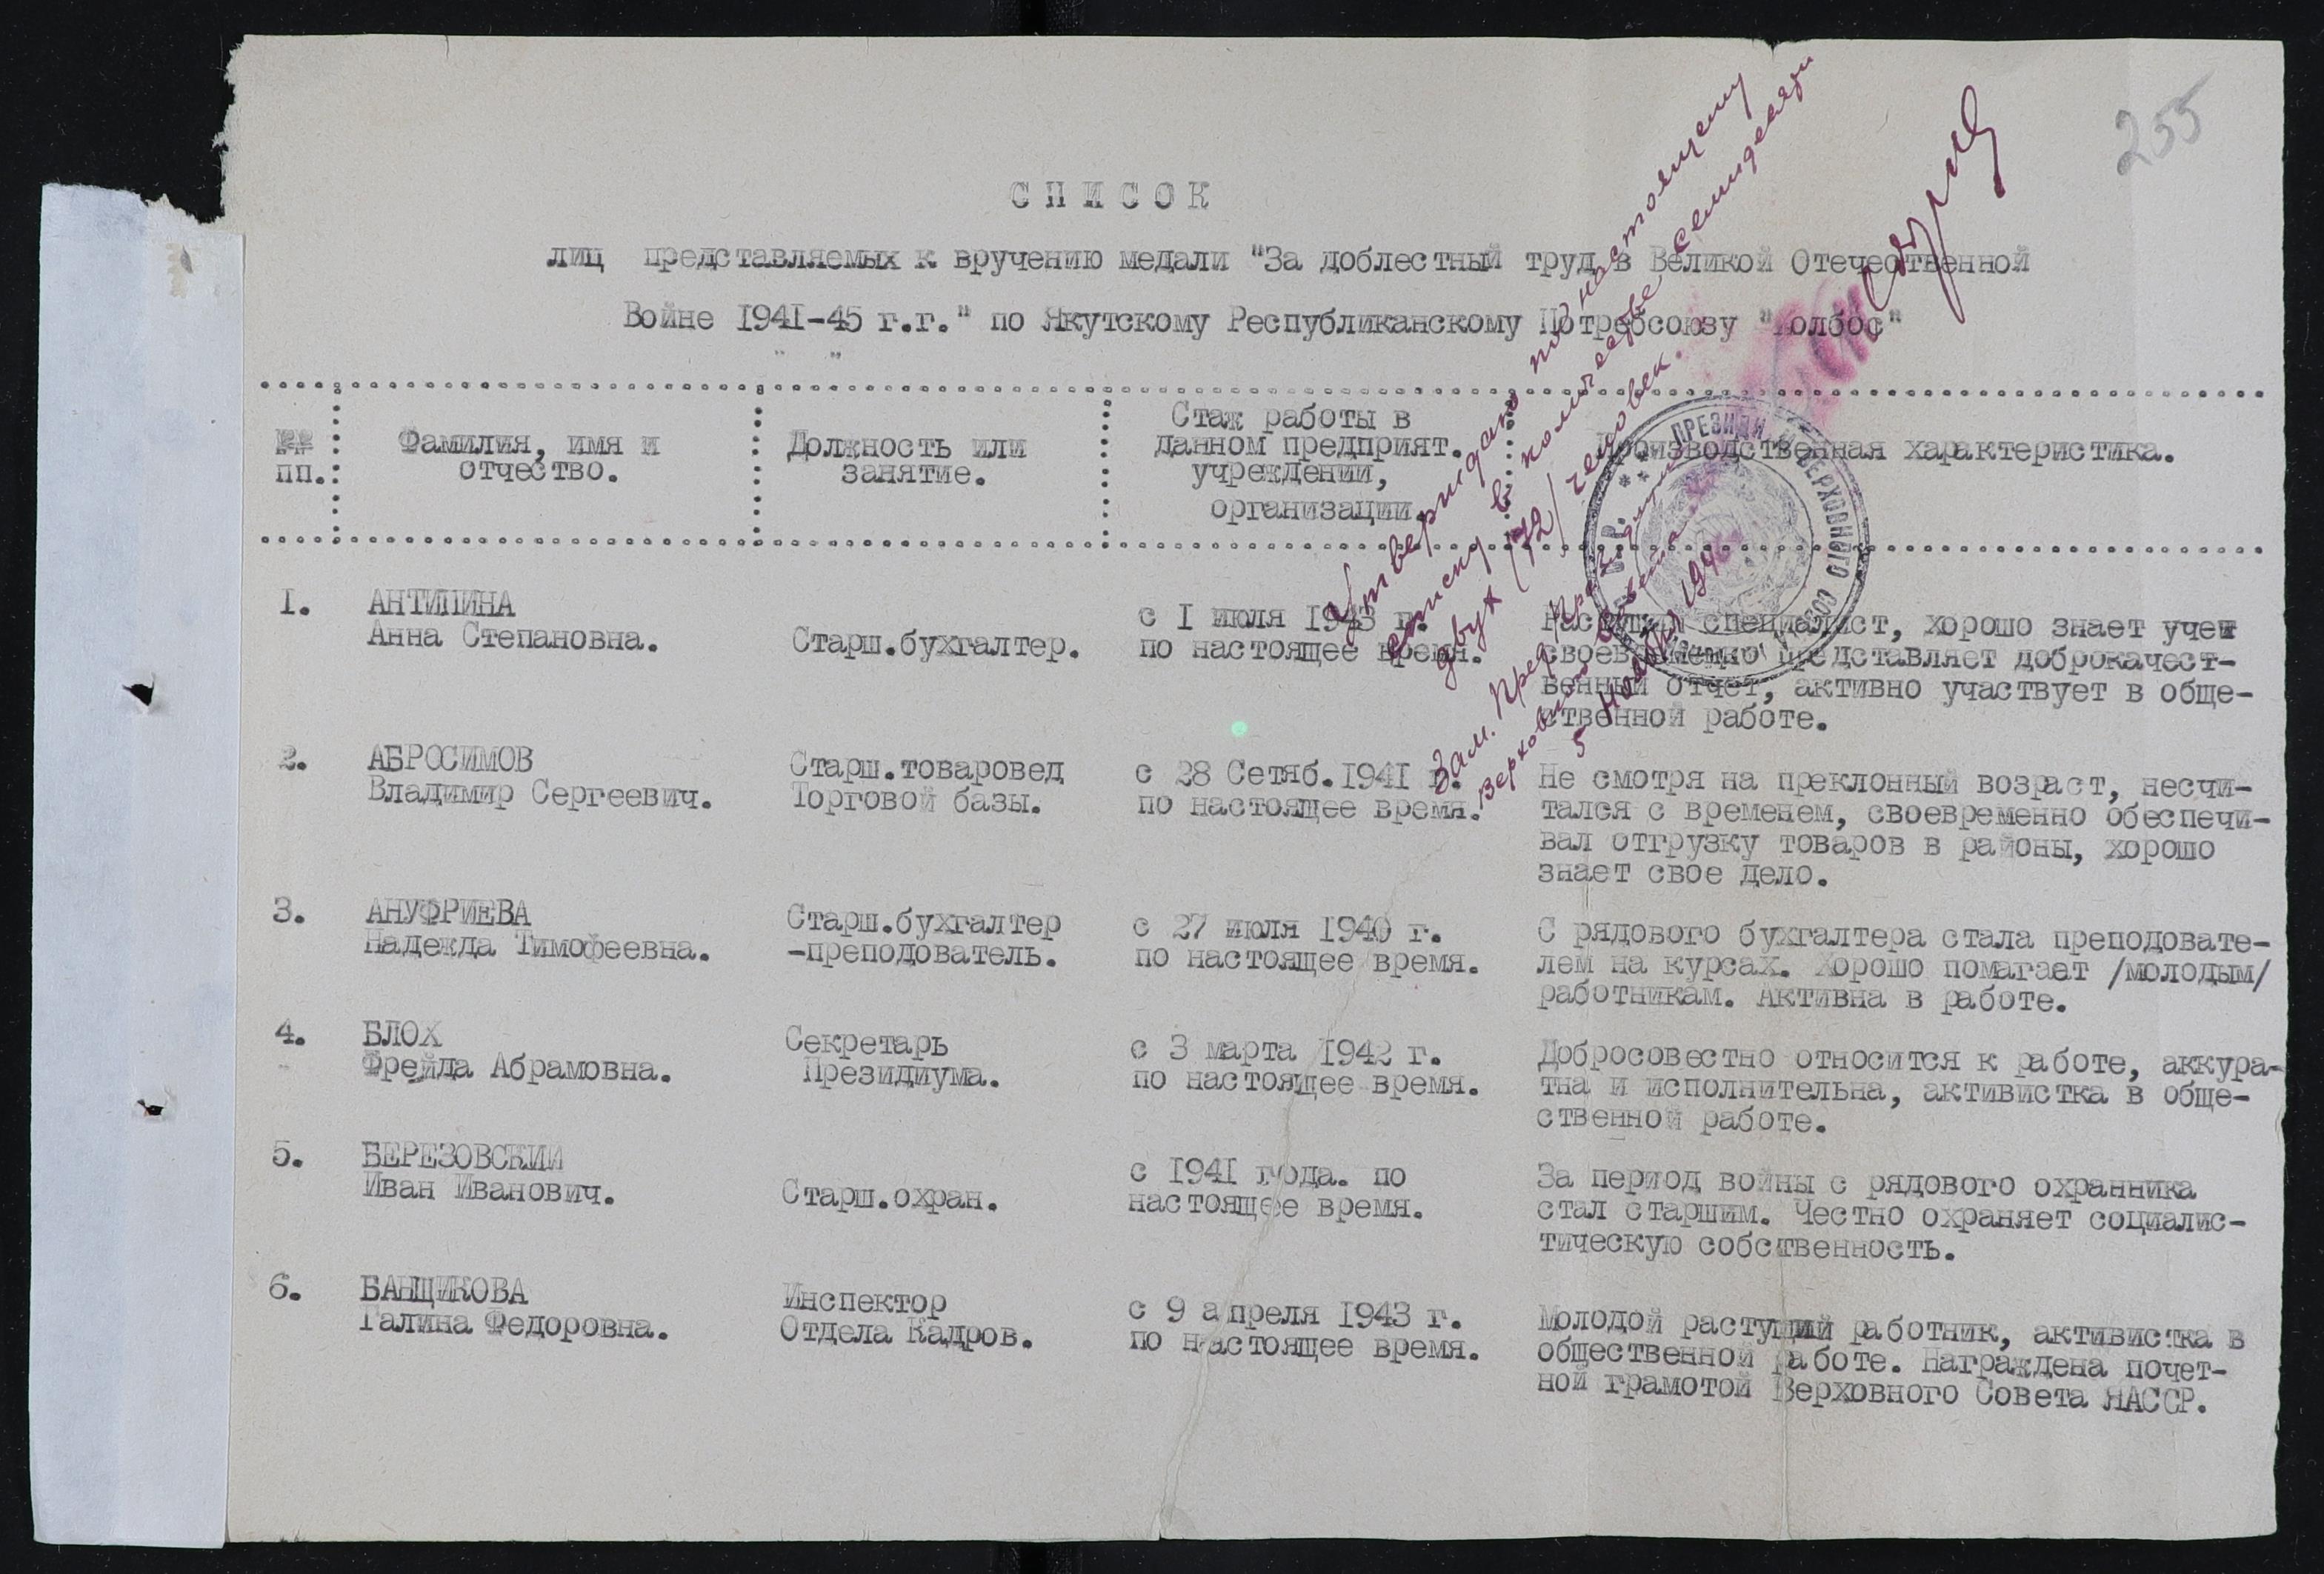 255
СПИСОК
лиц представляемых к вручению медали "За доблестный труд в Великой Отечественной
Войне 1941-45 г.г." по Якутскому Республиканскому Потребсоюзу "Холбос"
" "
№№ пп.
Фамилия, имя и
отчество.
Должность или
занятие.
Стаж работы в
данном предприят.
учреждении,
организации.
Производственная характеристика.
1. АНТИПИНА
Анна Степановна.
Старш.бухгалтер.
с 1 июля 1943 г.
по настоящее время.
Растущий специалист, хорошо знает учет
своевременно представляет доброкачест-
венный отчет, активно участвует в обще-
ственной работе.
2. АБРОСИМОВ
Владимир Сергеевич.
Старш.товаровед
Торговой базы.
с 28 Сетяб.1941 г.
по настоящее время.
Не смотря на преклонный возраст, несчи-
тался с временем, своевременно обеспечи-
вал отгрузку товаров в районы, хорошо
знает свое дело.
3. АНУФРИЕВА
Надежда Тимофеевна.
Старш.бухгалтер
-преподователь.
с 27 июля 1940 г.
по настоящее время.
С рядового бухгалтера стала преподовате-
лем на курсах. Хорошо помагает /молодым/
работникам. Активна в работе.
4. БЛОХ
Фрейда Абрамовна.
Секретарь
Президиума.
с 3 марта 1942 г.
по настоящее время.
Добросовестно относится к работе, аккура-
тна и исполнительна, активистка в обще-
ственной работе.
5. БЕРЕЗОВСКИЙ
Иван Иванович.
Старш.охран.
с 1941 года. по
настоящее время.
За период войны с рядового охранника
стал старшим. Честно охраняет социалис-
тическую собственность.
6. БАНЩИКОВА
Галина Федоровна.
Инспектор
Отдела Кадров.
с 9 апреля 1943 г.
по настоящее время.
Молодой растущий работник, активистка в
общественной работе. Награждена почет-
ной грамотой Верховного Совета ЯАССР.
Утверждаю по настоящему
списку в количестве семидесяти
двух /72/ человек.
Зам. Пред. Президиума
Верховного Совета
5 1946
ПРЕЗИДИУМ ВЕРХОВНОГО СОВЕТА